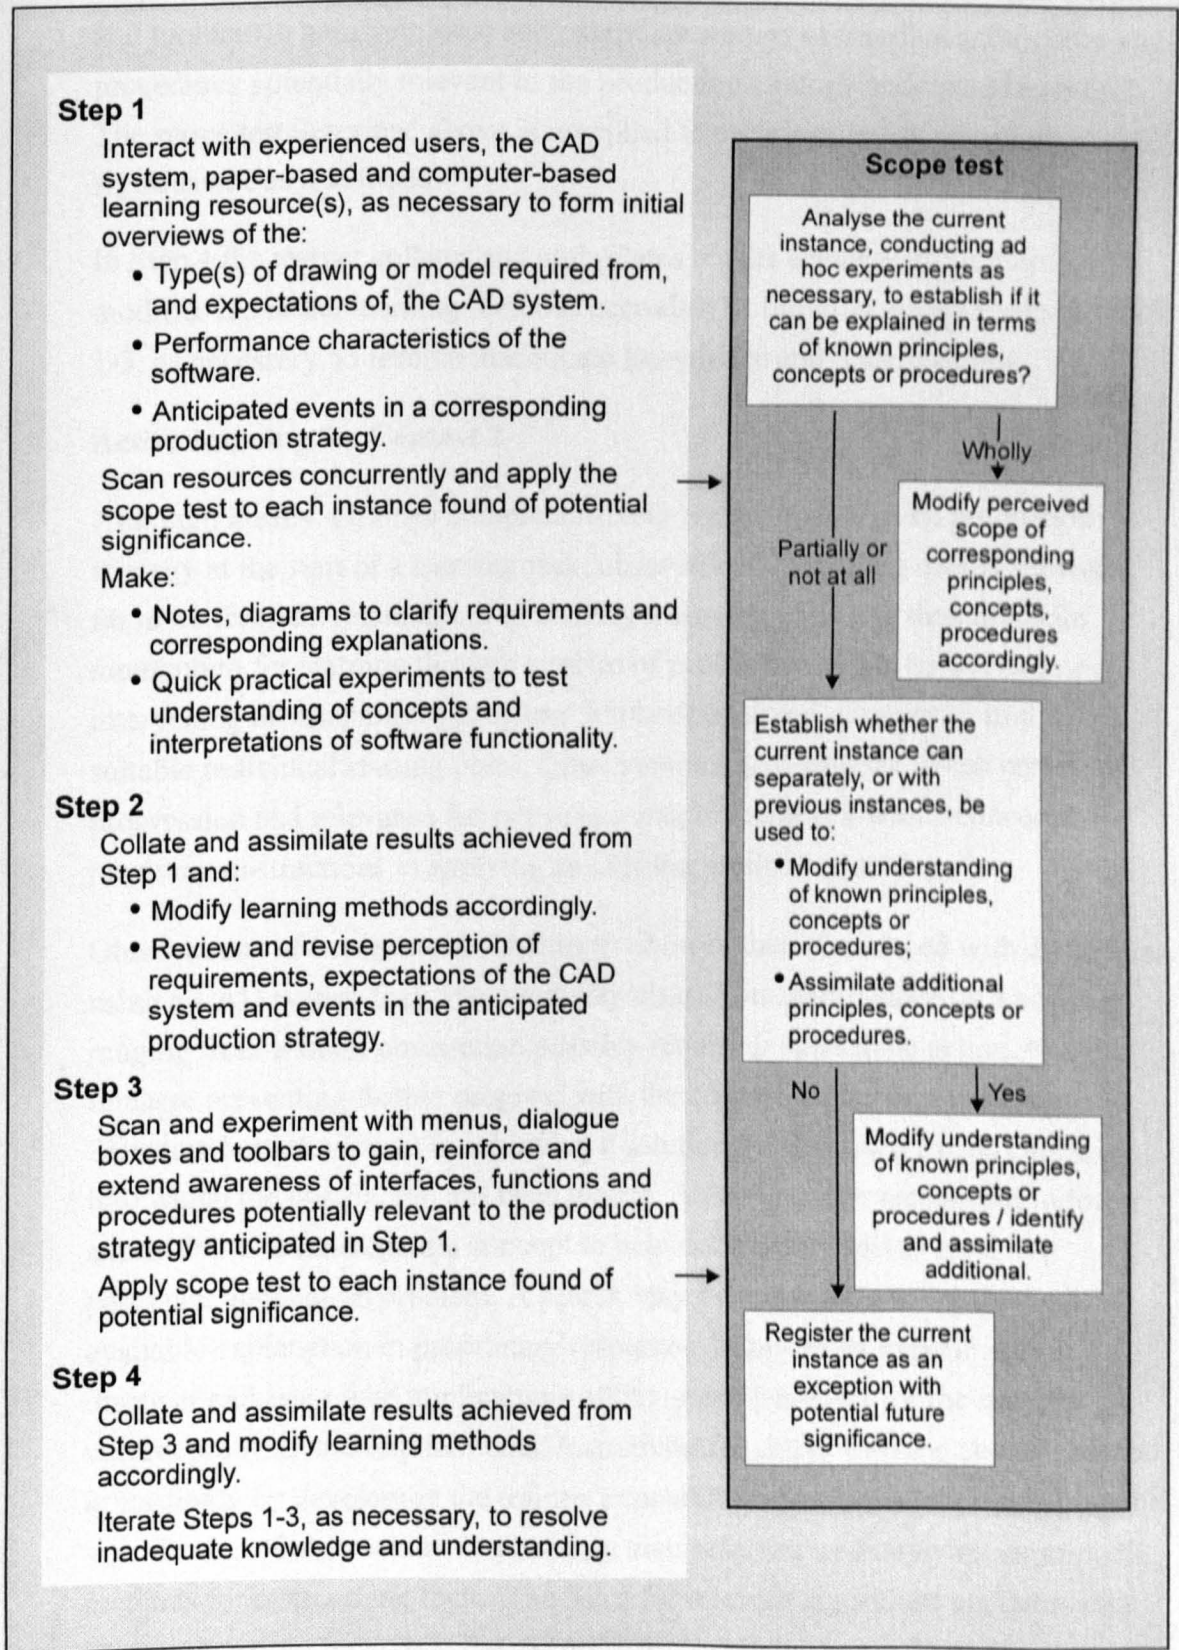 Step 1
Interact with experienced users, the CAD
system, paper-based and computer-based
learning resource(s), as necessary to form initial
overviews of the:
• Type(s) of drawing or model required from,
and expectations of, the CAD system.
• Performance characteristics of the
software.
• Anticipated events in a corresponding
production strategy.
Scan resources concurrently and apply the
scope test to each instance found of potential
significance.
Make:
• Notes, diagrams to clarify requirements and
corresponding explanations.
• Quick practical experiments to test
understanding of concepts and
interpretations of software functionality.
Step 2
Collate and assimilate results achieved from
Step 1 and:
• Modify learning methods accordingly.
• Review and revise perception of
requirements, expectations of the CAD
system and events in the anticipated
production strategy.
Step 3
Scan and experiment with menus, dialogue
boxes and toolbars to gain, reinforce and
extend awareness of interfaces, functions and
procedures potentially relevant to the production
strategy anticipated in Step 1.
Apply scope test to each instance found of
potential significance.
Step 4
Collate and assimilate results achieved from
Step 3 and modify learning methods
accordingly.
Iterate Steps 1-3, as necessary, to resolve
inadequate knowledge and understanding.
Scope test
Analyse the current
instance, conducting ad
hoc experiments as
necessary, to establish if it
can be explained in terms
of known principles,
concepts or procedures?
Wholly
Modify perceived
scope of
corresponding
principles,
concepts,
procedures
accordingly.
Partially or
not at all
Establish whether the
current instance can
separately, or with
previous instances, be
used to:
• Modify understanding
of known principles,
concepts or
procedures;
• Assimilate additional
principles, concepts or
procedures.
No
Yes
Modify understanding
of known principles,
concepts or
procedures / identify
and assimilate
additional.
Register the current
instance as an
exception with
potential future
significance.